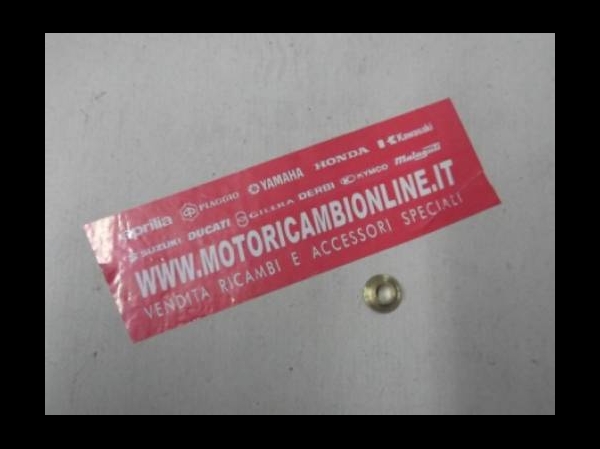 aprilia PIAGGIO YAMAHA HONDA Kawasaki
SUZUKI DUCATI GILERA DERBI KYMCO Malaguti
WWW.MOTORICAMBIONLINE.IT
VENDITA RICAMBI E ACCESSORI SPECIALI